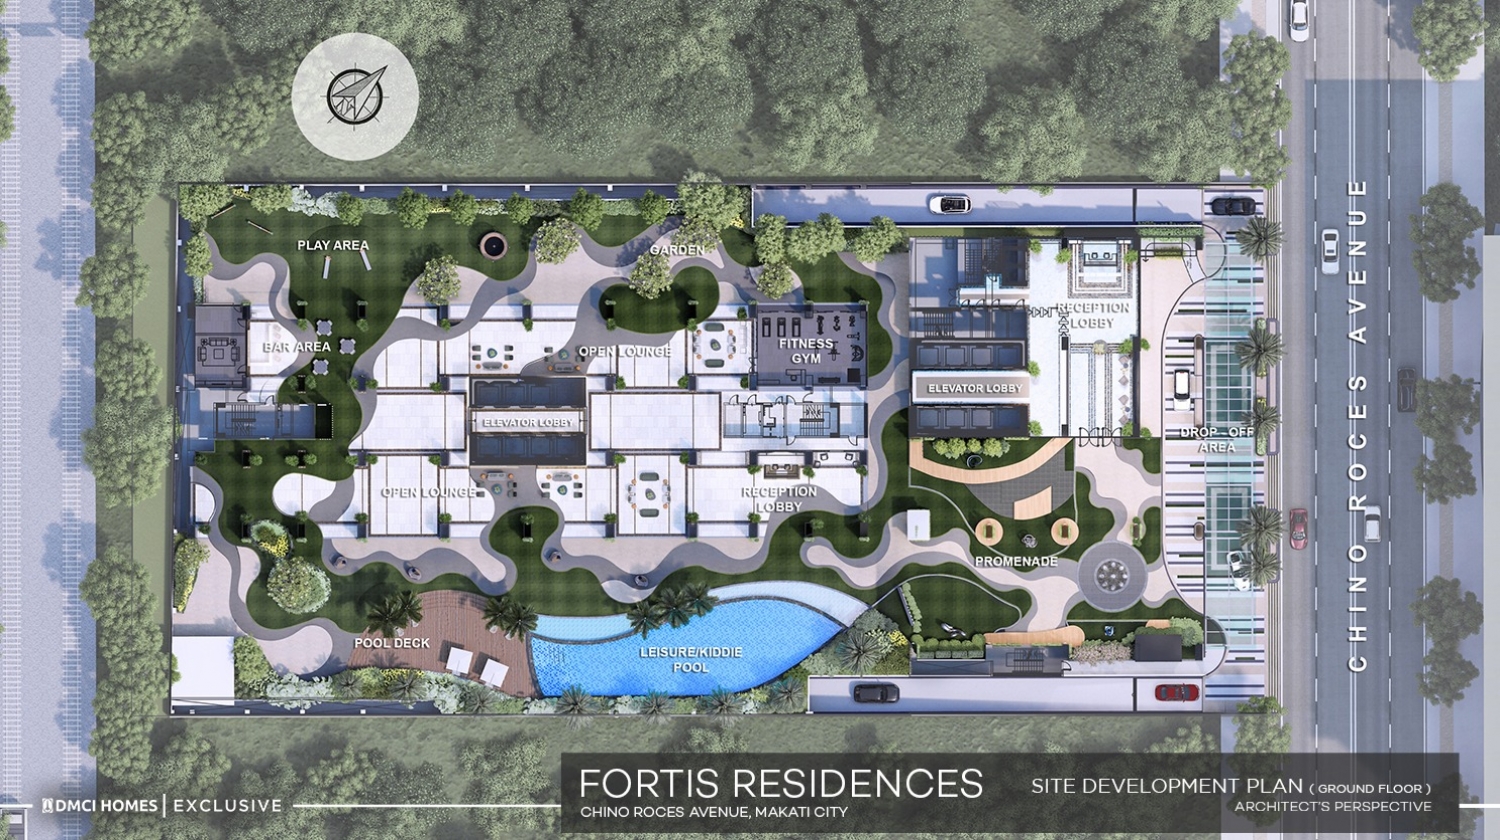 PLAY AREA
GARDEN
RECEPTION
LOBBY
BAR AREA
OPEN LOUNGE
FITNESS
GYM
ELEVATOR LOBBY
ELEVATOR LOBBY
DROP - OFF
AREA
OPEN LOUNGE
RECEPTION
LOBBY
PROMENADE
POOL DECK
LEISURE/KIDDIE
POOL
CHINO ROCES AVENUE
FORTIS RESIDENCES
CHINO ROCES AVENUE, MAKATI CITY
SITE DEVELOPMENT PLAN ( GROUND FLOOR )
ARCHITECT'S PERSPECTIVE
DMCI HOMES | EXCLUSIVE